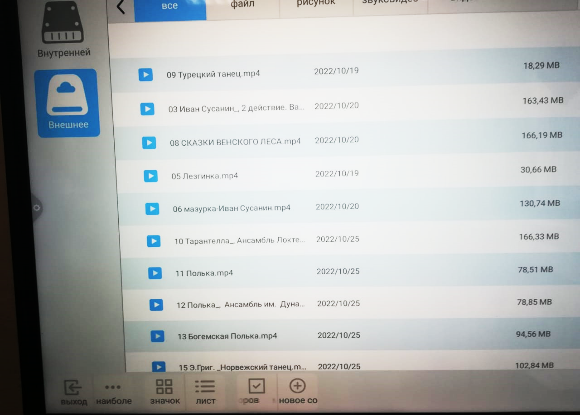 все файл рисунок звуковидео
Внутренней
Внешнее
09 Турецкий танец.mp4 2022/10/19 18,29 MB
03 Иван Сусанин_ 2 действие. Ва... 2022/10/20 163,43 MB
08 СКАЗКИ ВЕНСКОГО ЛЕСА.mp4 2022/10/20 166,19 MB
05 Лезгинка.mp4 2022/10/19 30,66 MB
06 мазурка-Иван Сусанин.mp4 2022/10/20 130,74 MB
10 Тарантелла_ Ансамбль Локте... 2022/10/25 166,33 MB
11 Полька.mp4 2022/10/25 78,51 MB
12 Полька_ Ансамбль им. Дуна... 2022/10/25 78,85 MB
13 Богемская Полька.mp4 2022/10/25 94,56 MB
15 Э.Григ. _Норвежский танец.m... 2022/10/25 102,84 MB
выход наиболе значок лист ров новое со